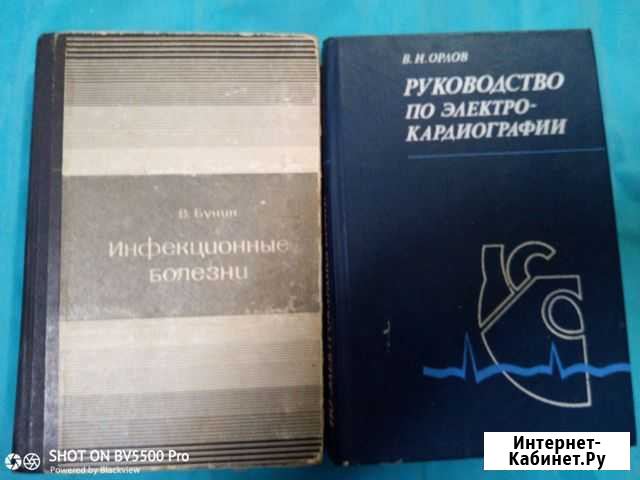 В. Бунин
Инфекционные
болезни
В. Н. ОРЛОВ
РУКОВОДСТВО
ПО ЭЛЕКТРО-
КАРДИОГРАФИИ
SHOT ON BV5500 Pro
Powered by Blackview
Интернет-
Кабинет.Ру